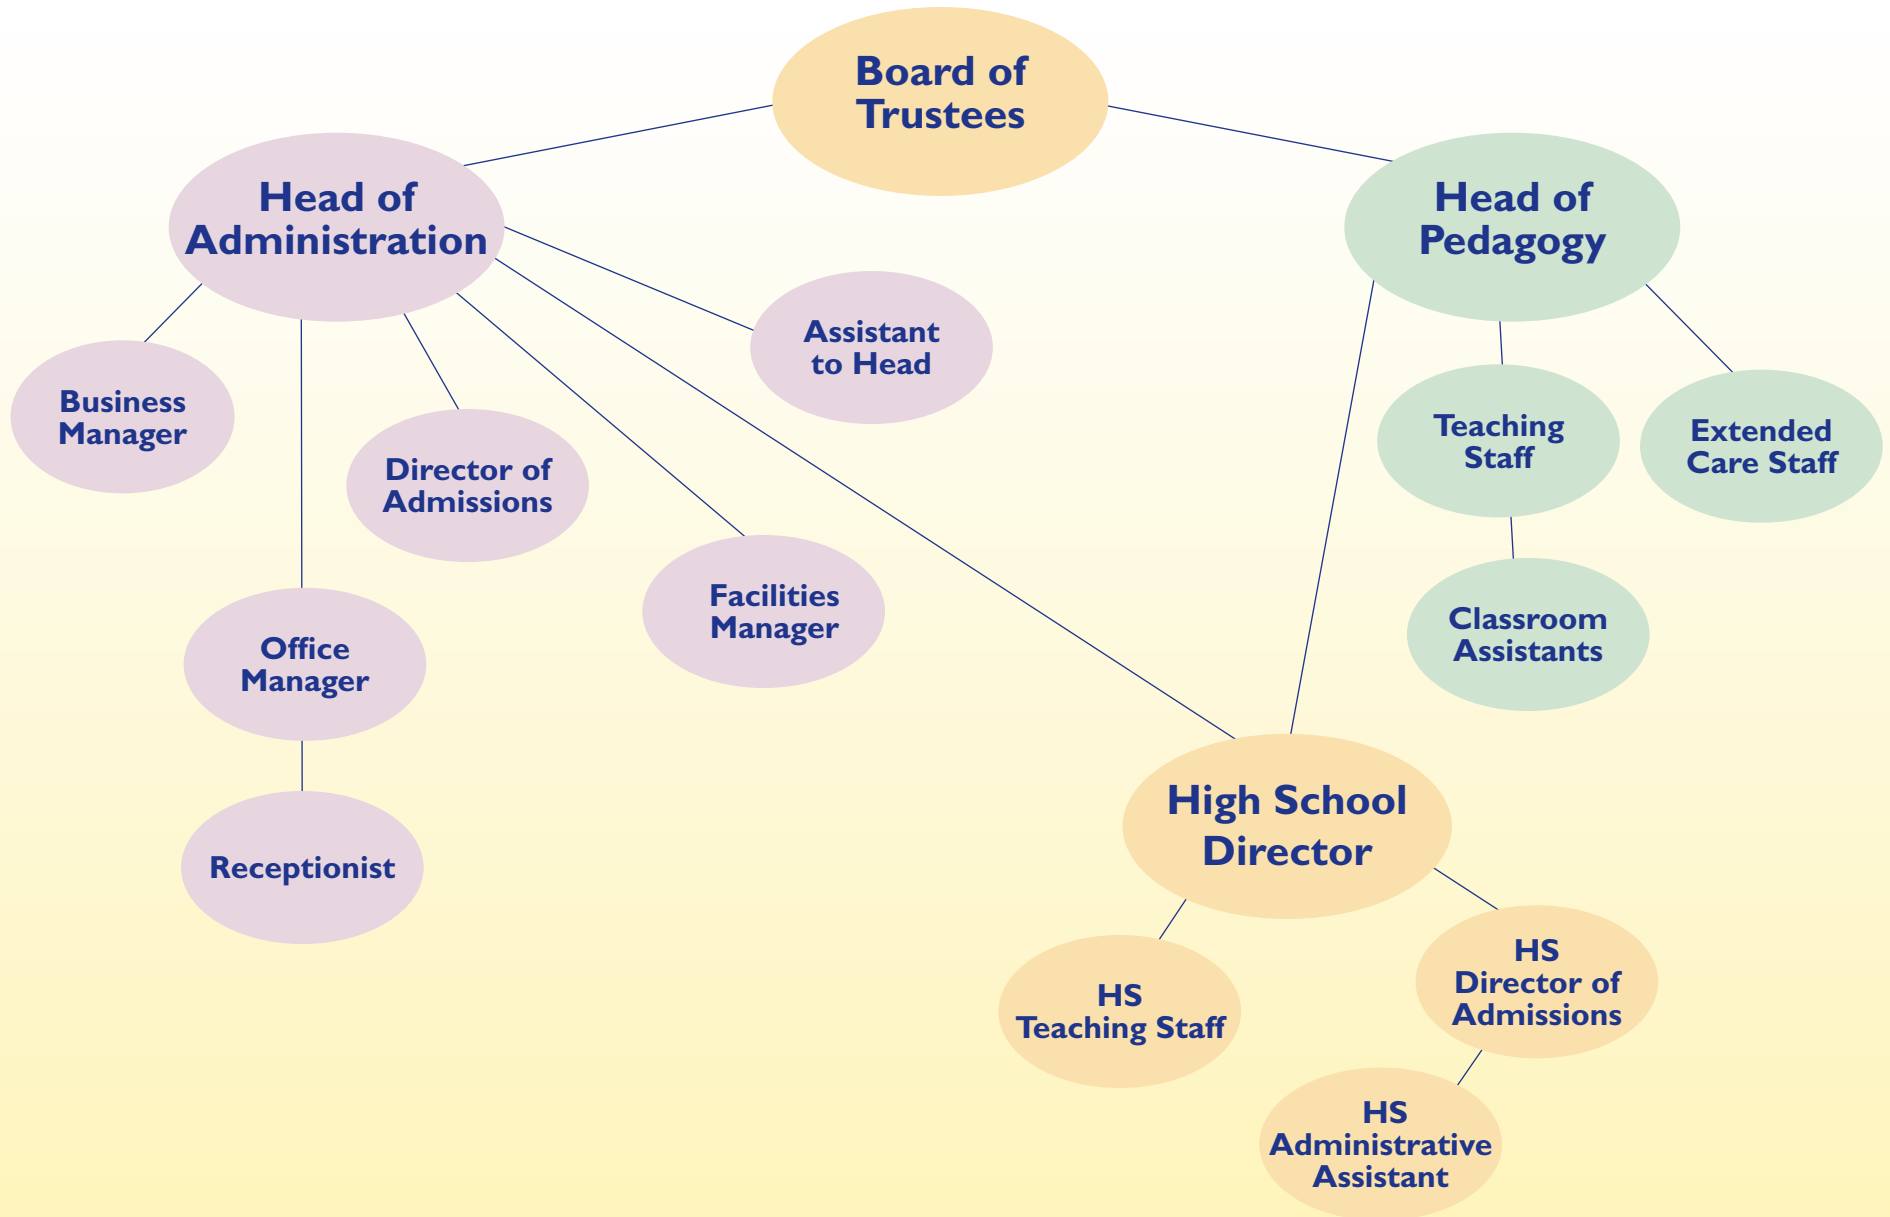 Board of
Trustees
Head of
Administration
Head of
Pedagogy
Assistant
to Head
Business
Manager
Director of
Admissions
Teaching
Staff
Extended
Care Staff
Facilities
Manager
Office
Manager
Classroom
Assistants
High School
Director
Receptionist
HS
Teaching Staff
HS
Director of
Admissions
HS
Administrative
Assistant